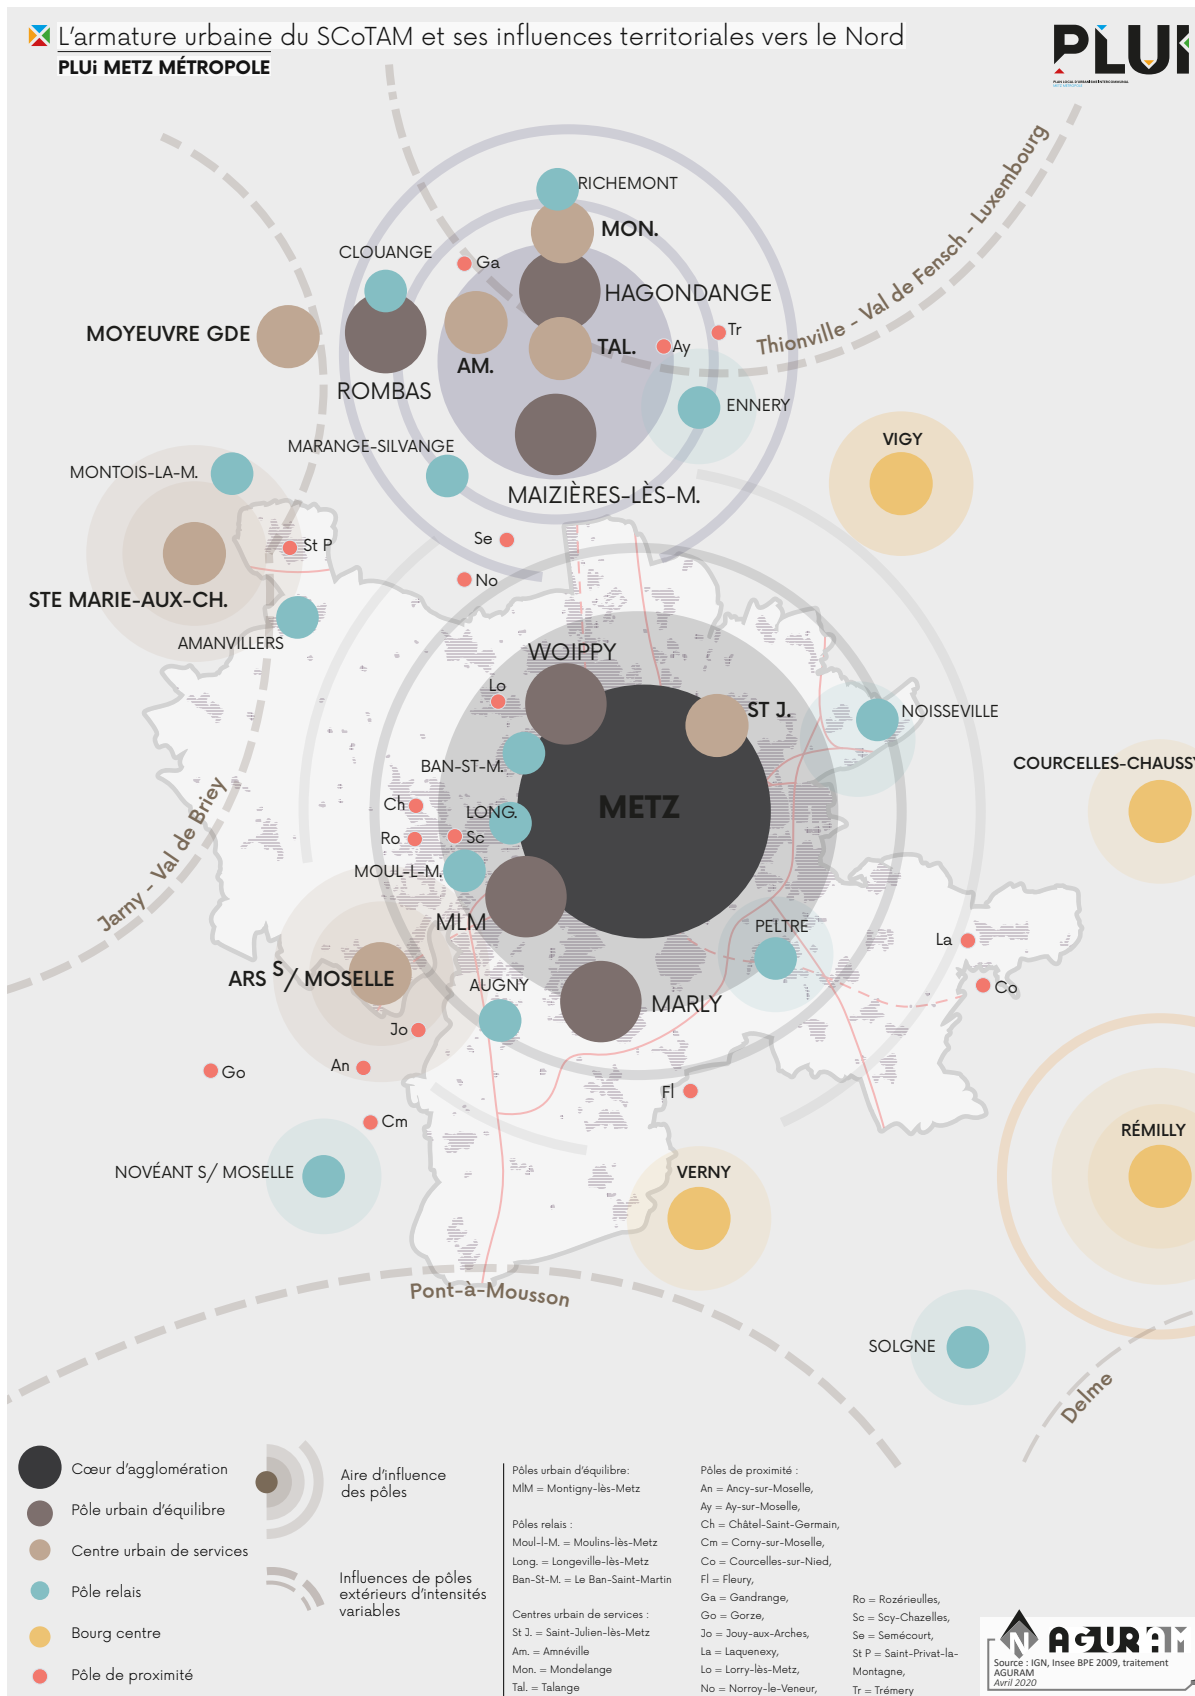 L'armature urbaine du SCoTAM et ses influences territoriales vers le Nord
PLUi METZ MÉTROPOLE
PLUi
PLAN LOCAL D'URBANISME INTERCOMMUNAL
METZ MÉTROPOLE
Thionville - Val de Fensch - Luxembourg
RICHEMONT
MON.
CLOUANGE
Ga
HAGONDANGE
MOYEUVRE GDE
Tr
TAL.
Ay
AM.
ROMBAS
ENNERY
VIGY
MARANGE-SILVANGE
MONTOIS-LA-M.
MAIZIÈRES-LÈS-M.
Se
St P
No
STE MARIE-AUX-CH.
AMANVILLERS
WOIPPY
Lo
ST J.
NOISSEVILLE
BAN-ST-M.
COURCELLES-CHAUSSY
Ch
LONG.
METZ
Ro
Sc
MOUL-L-M.
Jarny - Val de Briey
MLM
PELTRE
La
ARS S/ MOSELLE
AUGNY
Co
MARLY
Jo
An
Go
Fl
Cm
RÉMILLY
NOVÉANT S/ MOSELLE
VERNY
Pont-à-Mousson
SOLGNE
Delme
Cœur d'agglomération
Pôle urbain d'équilibre
Centre urbain de services
Pôle relais
Bourg centre
Pôle de proximité
Aire d'influence
des pôles
Influences de pôles
extérieurs d'intensités
variables
Pôles urbain d'équilibre:
MlM = Montigny-lès-Metz
Pôles relais :
Moul-l-M. = Moulins-lès-Metz
Long. = Longeville-lès-Metz
Ban-St-M. = Le Ban-Saint-Martin
Centres urbain de services :
St J. = Saint-Julien-lès-Metz
Am. = Amnéville
Mon. = Mondelange
Tal. = Talange
Pôles de proximité :
An = Ancy-sur-Moselle,
Ay = Ay-sur-Moselle,
Ch = Châtel-Saint-Germain,
Cm = Corny-sur-Moselle,
Co = Courcelles-sur-Nied,
Fl = Fleury,
Ga = Gandrange,
Go = Gorze,
Jo = Jouy-aux-Arches,
La = Laquenexy,
Lo = Lorry-lès-Metz,
No = Norroy-le-Veneur,
Ro = Rozérieulles,
Sc = Scy-Chazelles,
Se = Semécourt,
St P = Saint-Privat-la-
Montagne,
Tr = Trémery
N
AGURAM
Source : IGN, Insee BPE 2009, traitement
AGURAM
Avril 2020